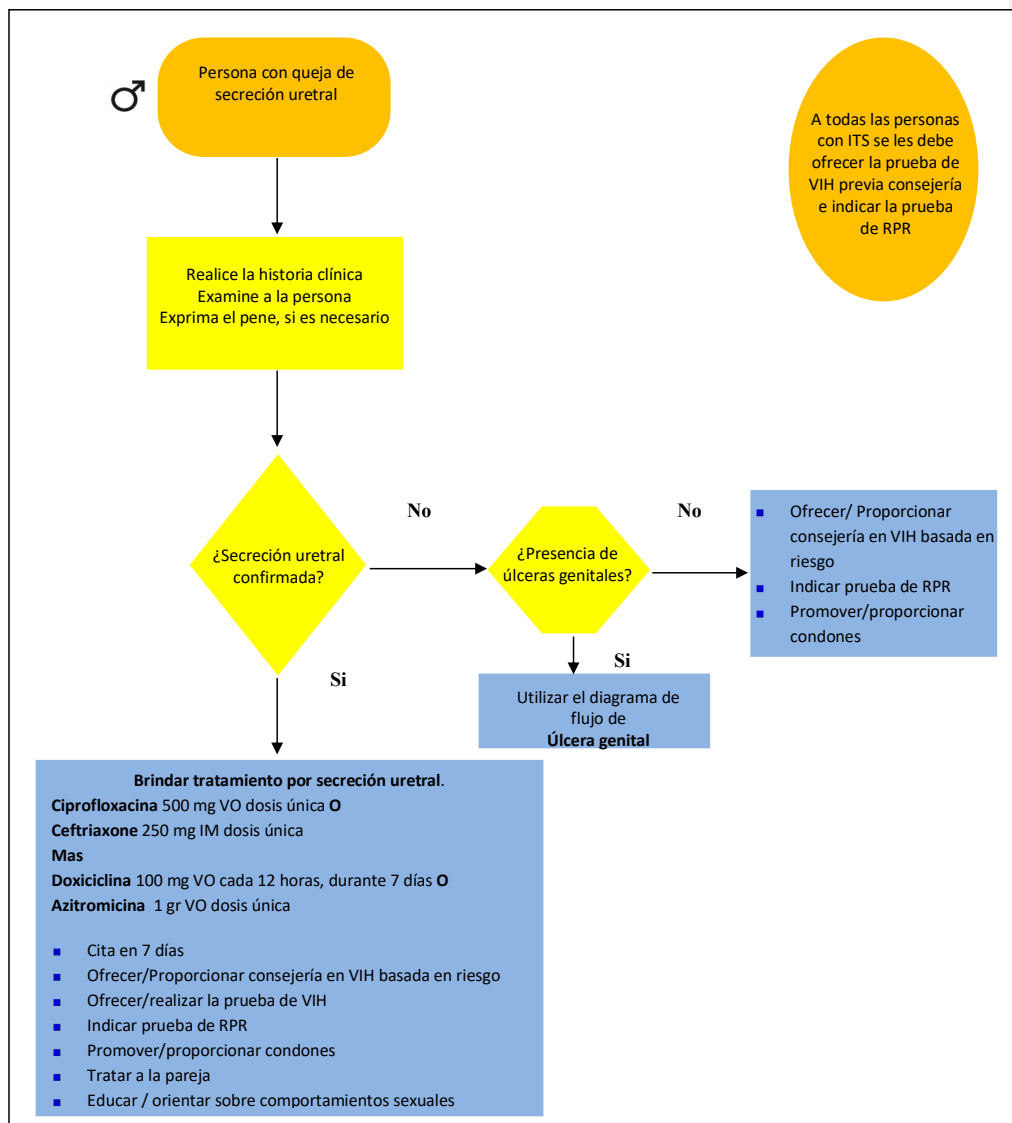 Persona con queja de
secreción uretral
A todas las personas
con ITS se les debe
ofrecer la prueba de
VIH previa consejería
e indicar la prueba
de RPR
Realice la historia clínica
Examine a la persona
Exprima el pene, si es necesario
¿Secreción uretral
confirmada?
No
¿Presencia de
úlceras genitales?
No
■ Ofrecer/ Proporcionar
consejería en VIH basada en
riesgo
■ Indicar prueba de RPR
■ Promover/proporcionar
condones
Si
Utilizar el diagrama de
flujo de
Úlcera genital
Si
Brindar tratamiento por secreción uretral.
Ciprofloxacina 500 mg VO dosis única O
Ceftriaxone 250 mg IM dosis única
Mas
Doxiciclina 100 mg VO cada 12 horas, durante 7 días O
Azitromicina 1 gr VO dosis única
■ Cita en 7 días
■ Ofrecer/Proporcionar consejería en VIH basada en riesgo
■ Ofrecer/realizar la prueba de VIH
■ Indicar prueba de RPR
■ Promover/proporcionar condones
■ Tratar a la pareja
■ Educar / orientar sobre comportamientos sexuales